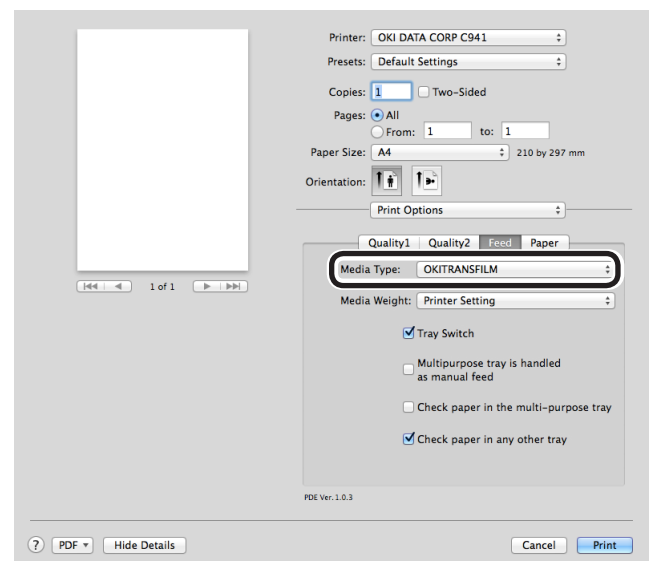 Printer: OKI DATA CORP C941
Presets: Default Settings
Copies: 1 Two-Sided
Pages: All
From: 1 to: 1
Paper Size: A4 210 by 297 mm
Orientation:
Print Options
Quality1 Quality2 Feed Paper
Media Type: OKITRANSFILM
1 of 1
Media Weight: Printer Setting
Tray Switch
Multipurpose tray is handled
as manual feed
Check paper in the multi-purpose tray
Check paper in any other tray
PDE Ver. 1.0.3
? PDF Hide Details Cancel Print